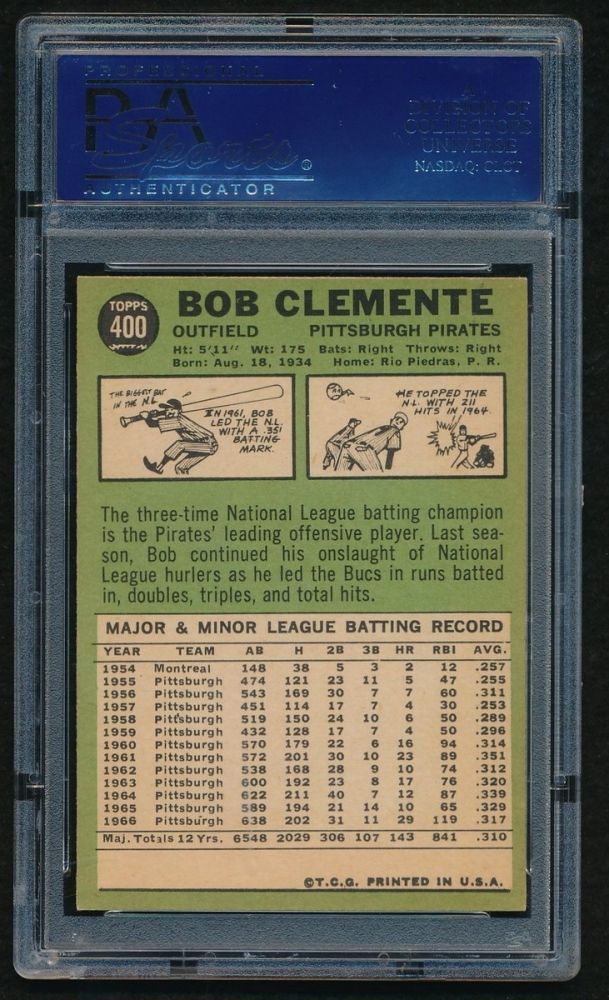 PROFESSIONAL
PSA
Sports®
AUTHENTICATOR
A
DIVISION OF
COLLECTORS
UNIVERSE
NASDAQ: CLCT
TOPPS
400
BOB CLEMENTE
OUTFIELD PITTSBURGH PIRATES
Ht: 5'11" Wt: 175 Bats: Right Throws: Right
Born: Aug. 18, 1934 Home: Rio Piedras, P. R.
THE BIGGEST BAT
IN THE N.L.
IN 1961, BOB
LED THE N.L.
WITH A .351
BATTING
MARK.
HE TOPPED THE
N.L. WITH 211
HITS IN 1964.
The three-time National League batting champion
is the Pirates' leading offensive player. Last sea-
son, Bob continued his onslaught of National
League hurlers as he led the Bucs in runs batted
in, doubles, triples, and total hits.
MAJOR & MINOR LEAGUE BATTING RECORD
YEAR TEAM AB H 2B 3B HR RBI AVG.
1954 Montreal 148 38 5 3 2 12 .257
1955 Pittsburgh 474 121 23 11 5 47 .255
1956 Pittsburgh 543 169 30 7 7 60 .311
1957 Pittsburgh 451 114 17 7 4 30 .253
1958 Pittsburgh 519 150 24 10 6 50 .289
1959 Pittsburgh 432 128 17 7 4 50 .296
1960 Pittsburgh 570 179 22 6 16 94 .314
1961 Pittsburgh 572 201 30 10 23 89 .351
1962 Pittsburgh 538 168 28 9 10 74 .312
1963 Pittsburgh 600 192 23 8 17 76 .320
1964 Pittsburgh 622 211 40 7 12 87 .339
1965 Pittsburgh 589 194 21 14 10 65 .329
1966 Pittsburgh 638 202 31 11 29 119 .317
Maj. Totals 12 Yrs. 6548 2029 306 107 143 841 .310
©T.C.G. PRINTED IN U.S.A.